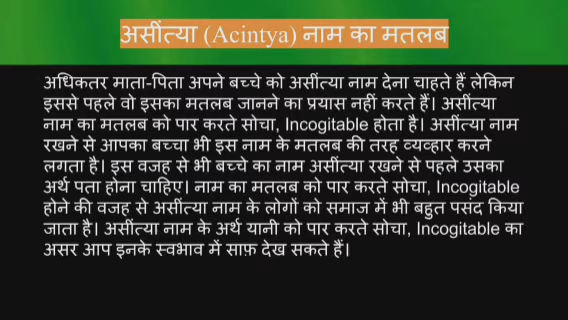 असींत्या (Acintya) नाम का मतलब
अधिकतर माता-पिता अपने बच्चे को असींत्या नाम देना चाहते हैं लेकिन
इससे पहले वो इसका मतलब जानने का प्रयास नहीं करते हैं। असींत्या
नाम का मतलब को पार करते सोचा, Incogitable होता है। असींत्या नाम
रखने से आपका बच्चा भी इस नाम के मतलब की तरह व्यव्हार करने
लगता है। इस वजह से भी बच्चे का नाम असींत्या रखने से पहले उसका
अर्थ पता होना चाहिए। नाम का मतलब को पार करते सोचा, Incogitable
होने की वजह से असींत्या नाम के लोगों को समाज में भी बहुत पसंद किया
जाता है। असींत्या नाम के अर्थ यानी को पार करते सोचा, Incogitable का
असर आप इनके स्वभाव में साफ़ देख सकते हैं।